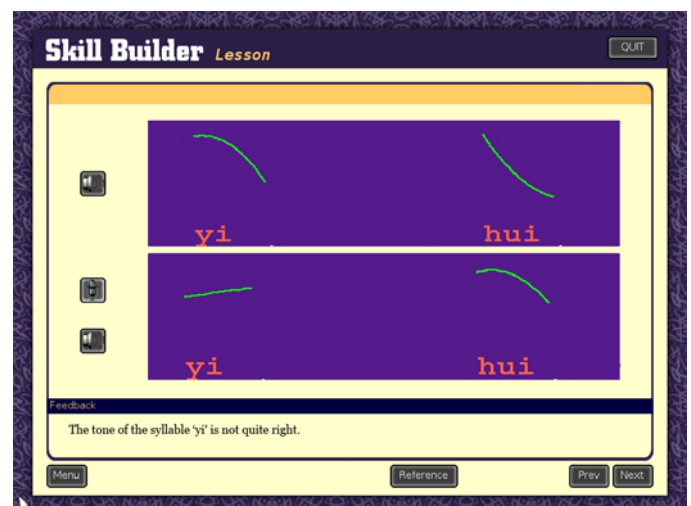 Skill Builder Lesson
QUIT
yi hui
yi hui
Feedback
The tone of the syllable ‘yi’ is not quite right.
Menu Reference Prev Next